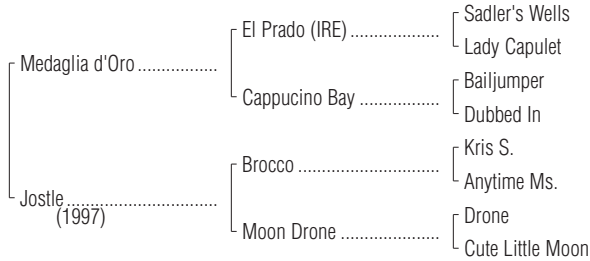 Sadler's Wells
El Prado (IRE) ....................
Lady Capulet
Medaglia d'Oro ..................
Bailjumper
Cappucino Bay ..................
Dubbed In
Kris S.
Brocco ................................
Anytime Ms.
Jostle ..................................
(1997)
Drone
Moon Drone ......................
Cute Little Moon